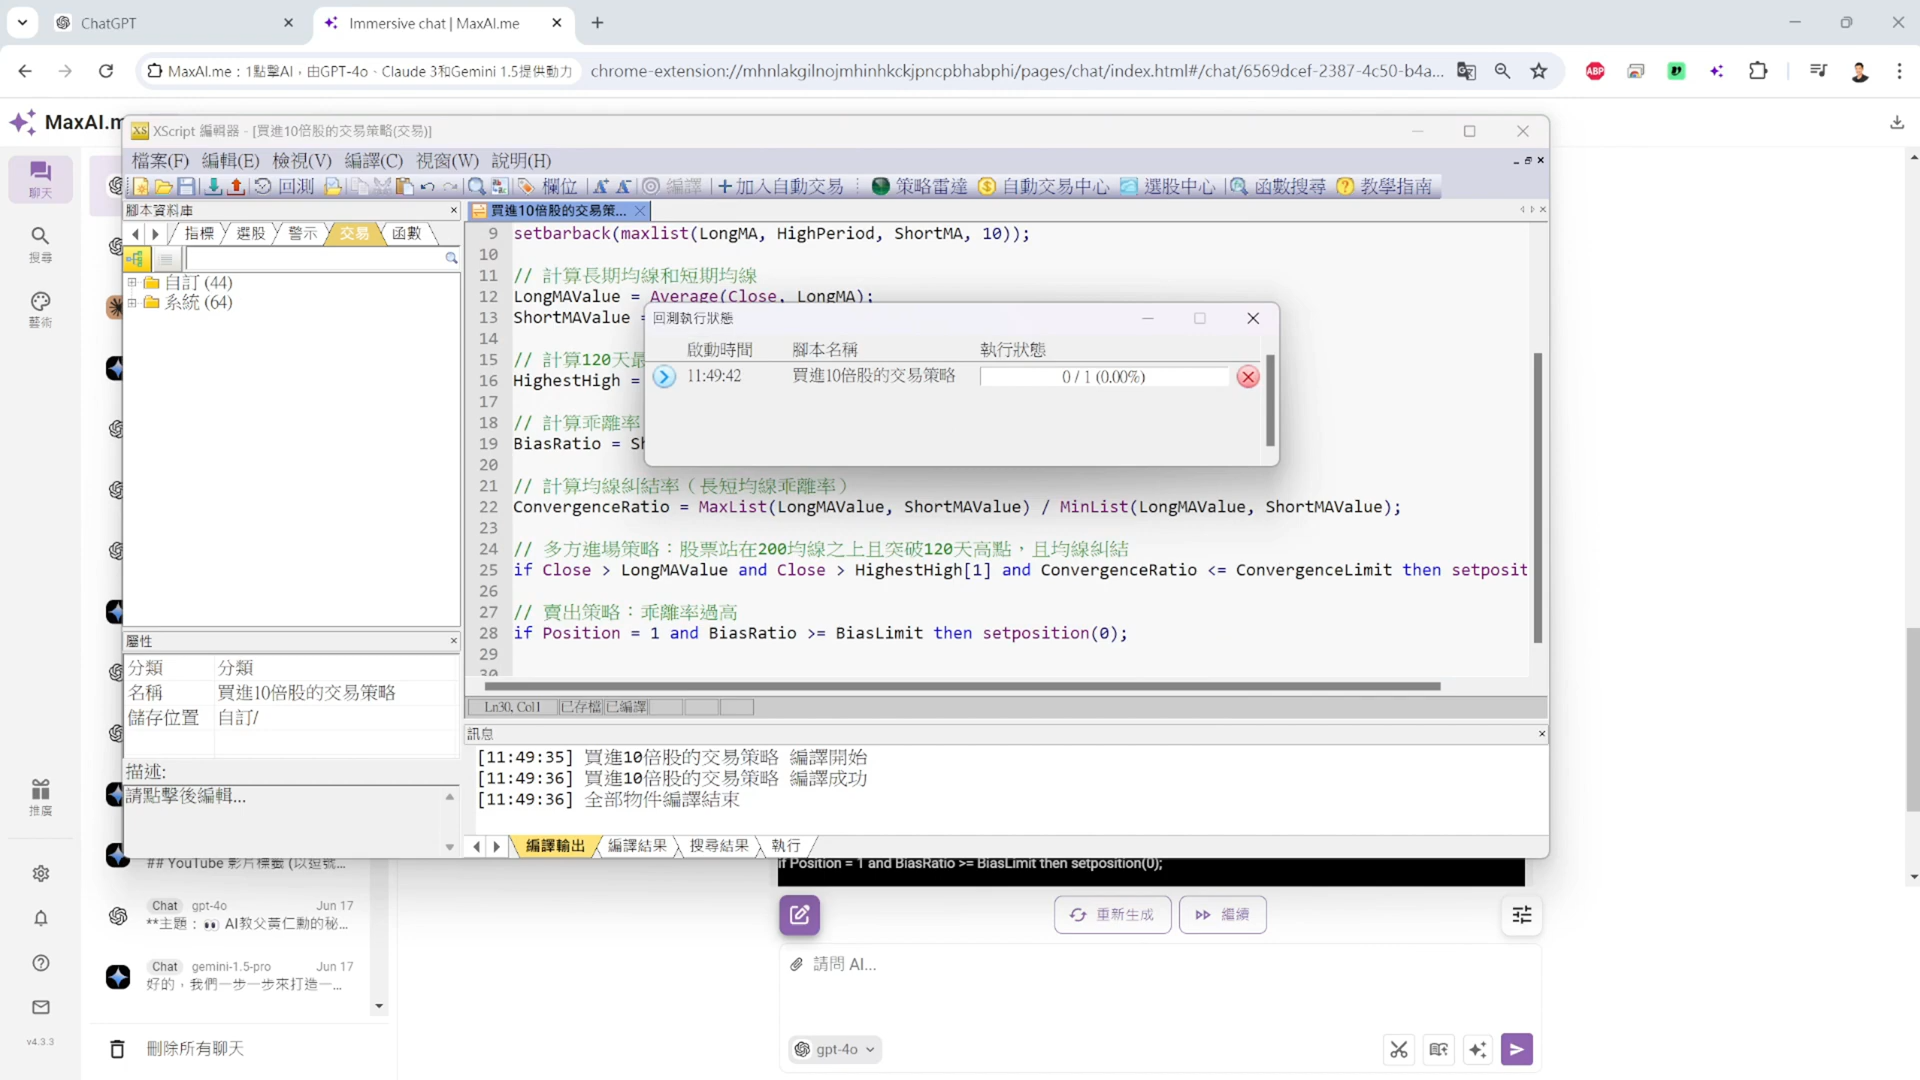 ChatGPT
Immersive chat | MaxAI.me
MaxAI.me：1點擊AI，由GPT-4o、Claude 3和Gemini 1.5提供動力
chrome-extension://mhnlakgilnojmhinhkckjpncpbhabphi/pages/chat/index.html#/chat/6569dcef-2387-4c50-b4a...
ABP
MaxAI.m
聊天
搜尋
藝術
推廣
v4.3.3
XS XScript 編輯器 - [買進10倍股的交易策略(交易)]
檔案(F) 編輯(E) 檢視(V) 編譯(C) 視窗(W) 說明(H)
回測 欄位 編譯 加入自動交易 策略雷達 自動交易中心 選股中心 函數搜尋 教學指南
腳本資料庫
指標 選股 警示 交易 函數
自訂 (44)
系統 (64)
屬性
分類 分類
名稱 買進10倍股的交易策略
儲存位置 自訂/
描述:
請點擊後編輯...
買進10倍股的交易策...
9 setbarback(maxlist(LongMA, HighPeriod, ShortMA, 10));
10
11 // 計算長期均線和短期均線
12 LongMAValue = Average(Close, LongMA);
13 ShortMAValue =
14
15 // 計算120天最
16 HighestHigh =
17
18 // 計算乖離率
19 BiasRatio = Sh
20
21 // 計算均線糾結率（長短均線乖離率）
22 ConvergenceRatio = MaxList(LongMAValue, ShortMAValue) / MinList(LongMAValue, ShortMAValue);
23
24 // 多方進場策略：股票站在200均線之上且突破120天高點，且均線糾結
25 if Close > LongMAValue and Close > HighestHigh[1] and ConvergenceRatio <= ConvergenceLimit then setposit
26
27 // 賣出策略：乖離率過高
28 if Position = 1 and BiasRatio >= BiasLimit then setposition(0);
29
30
回測執行狀態
啟動時間 腳本名稱 執行狀態
11:49:42 買進10倍股的交易策略 0 / 1 (0.00%)
Ln30, Col1 已存檔 已編譯
訊息
[11:49:35] 買進10倍股的交易策略 編譯開始
[11:49:36] 買進10倍股的交易策略 編譯成功
[11:49:36] 全部物件編譯結束
編譯輸出 編譯結果 搜尋結果 執行
if Position = 1 and BiasRatio >= BiasLimit then setposition(0);
## YouTube 影片標籤 (以逗號...
Chat gpt-4o Jun 17
**主題：👀 AI教父黃仁勳的秘...
Chat gemini-1.5-pro Jun 17
好的，我們一步一步來打造一...
刪除所有聊天
重新生成
繼續
請問 AI...
gpt-4o